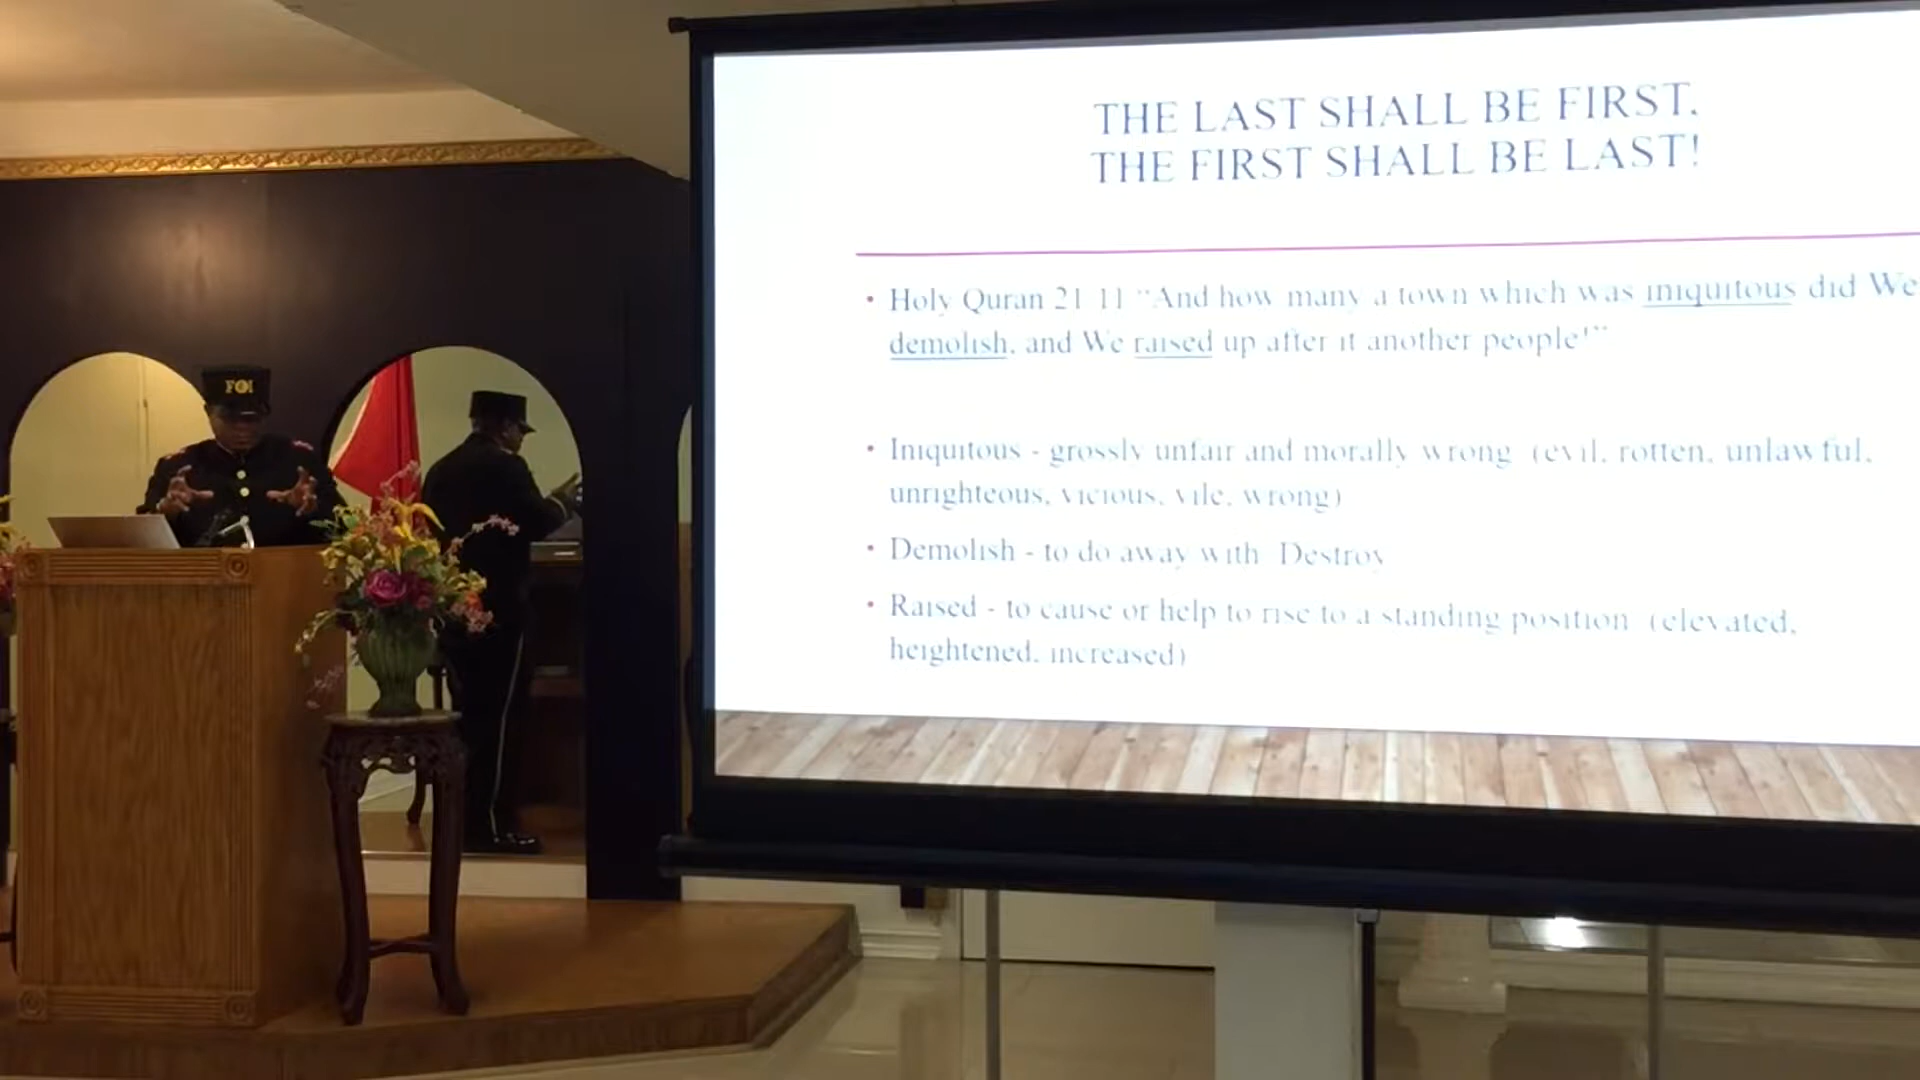 FOI
THE LAST SHALL BE FIRST,
THE FIRST SHALL BE LAST!
• Holy Quran 21 11 "And how many a town which was iniquitous did We
demolish, and We raised up after it another people!"
• Iniquitous - grossly unfair and morally wrong (evil, rotten, unlawful,
unrighteous, vicious, vile, wrong)
• Demolish - to do away with Destroy
• Raised - to cause or help to rise to a standing position (elevated,
heightened, increased)